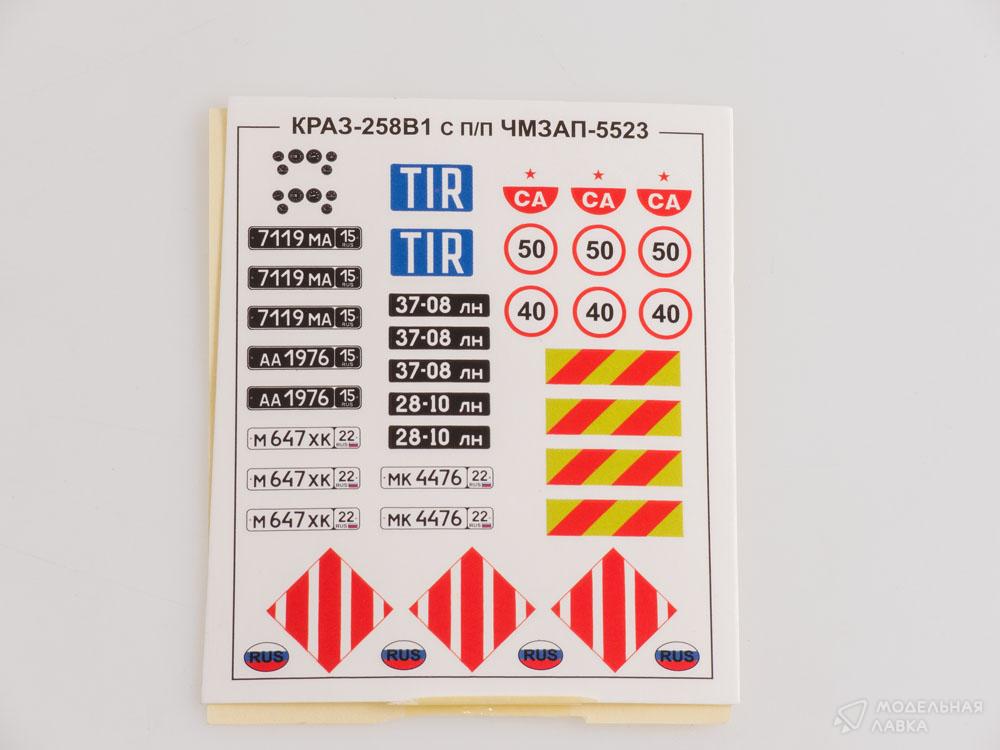 КРАЗ-258В1 С П/П ЧМЗАП-5523
TIR
TIR
СА СА СА
50 50 50
40 40 40
7119 МА 15 RUS
7119 МА 15 RUS
7119 МА 15 RUS
АА 1976 15 RUS
АА 1976 15 RUS
М 647 ХК 22 RUS
М 647 ХК 22 RUS
М 647 ХК 22 RUS
37-08 ЛН
37-08 ЛН
37-08 ЛН
28-10 ЛН
28-10 ЛН
МК 4476 22 RUS
МК 4476 22 RUS
RUS RUS RUS RUS
МОДЕЛЬНАЯ
ЛАВКА